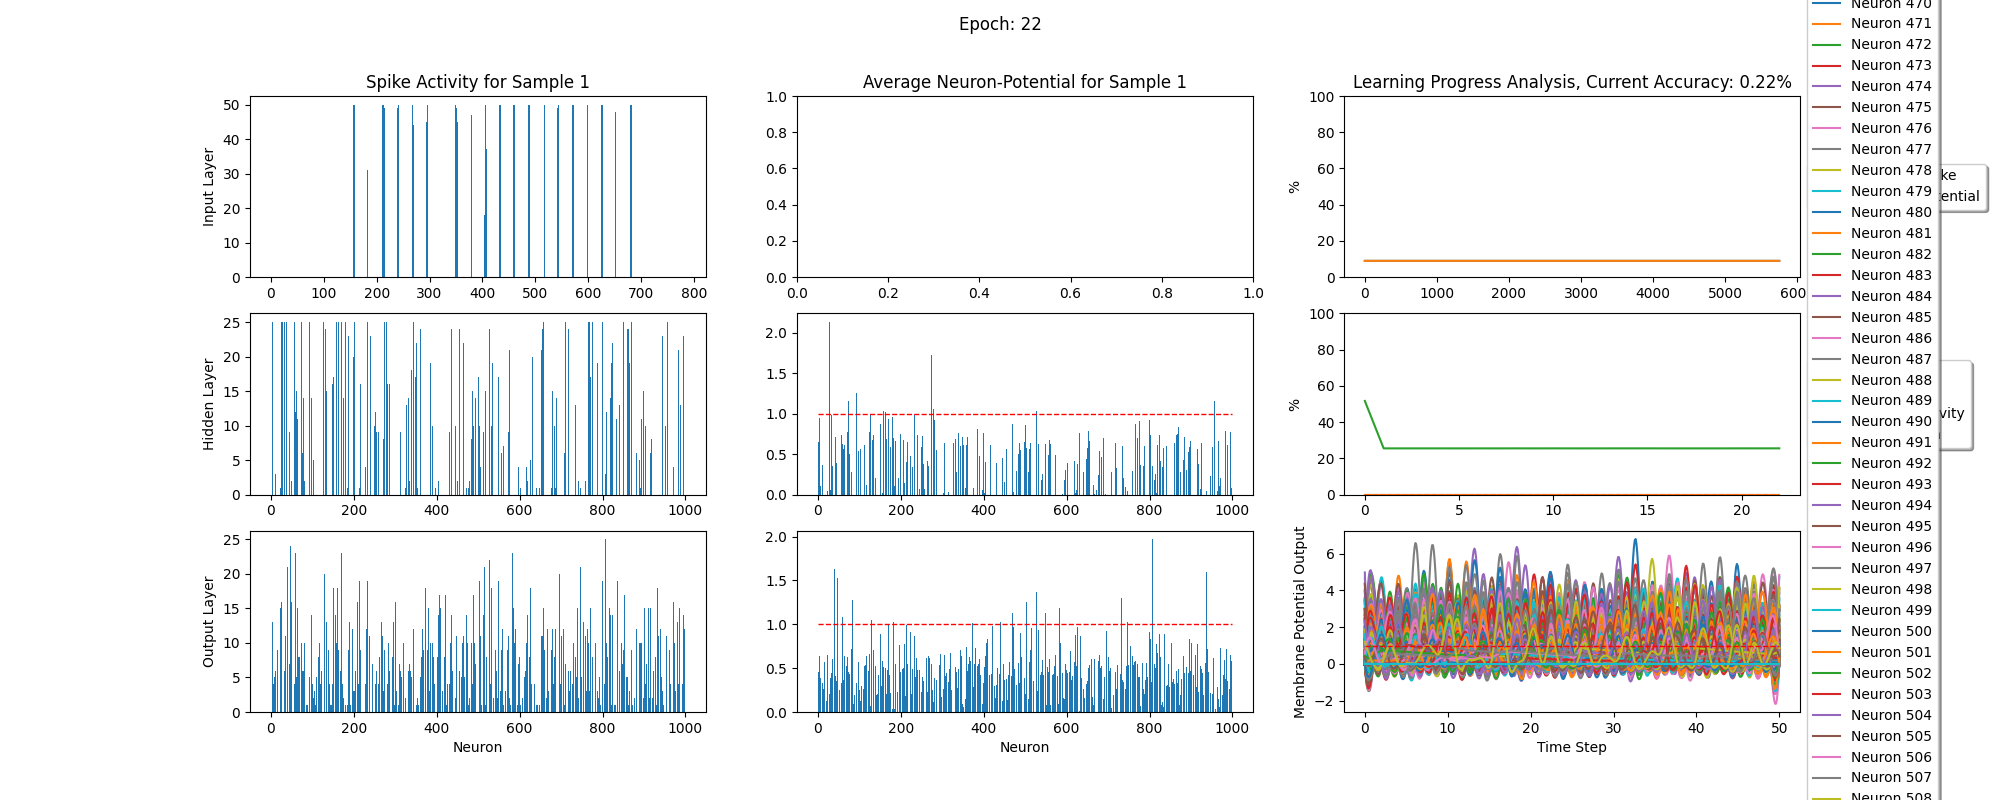 Epoch: 22
Spike Activity for Sample 1
Average Neuron-Potential for Sample 1
Learning Progress Analysis, Current Accuracy: 0.22%
Input Layer
50
40
30
20
10
0
0 100 200 300 400 500 600 700 800
1.0
0.8
0.6
0.4
0.2
0.0
0.0 0.2 0.4 0.6 0.8 1.0
%
100
80
60
40
20
0
0 1000 2000 3000 4000 5000 600
Hidden Layer
25
20
15
10
5
0
0 200 400 600 800 1000
2.0
1.5
1.0
0.5
0.0
0 200 400 600 800 1000
%
100
80
60
40
20
0
0 5 10 15 20
Output Layer
25
20
15
10
5
0
0 200 400 600 800 1000
Neuron
2.0
1.5
1.0
0.5
0.0
0 200 400 600 800 1000
Neuron
Membrane Potential Output
6
4
2
0
−2
0 10 20 30 40 50
Time Step
Neuron 470
Neuron 471
Neuron 472
Neuron 473
Neuron 474
Neuron 475
Neuron 476
Neuron 477
Neuron 478
Neuron 479
Neuron 480
Neuron 481
Neuron 482
Neuron 483
Neuron 484
Neuron 485
Neuron 486
Neuron 487
Neuron 488
Neuron 489
Neuron 490
Neuron 491
Neuron 492
Neuron 493
Neuron 494
Neuron 495
Neuron 496
Neuron 497
Neuron 498
Neuron 499
Neuron 500
Neuron 501
Neuron 502
Neuron 503
Neuron 504
Neuron 505
Neuron 506
Neuron 507
Neuron 508
ke
ential
vity